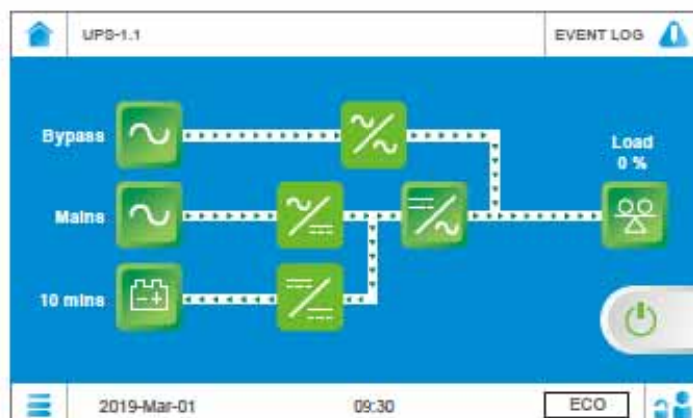 UPS-1.1
EVENT LOG
Bypass
Load
0 %
Mains
10 mins
2019-Mar-01
09:30
ECO